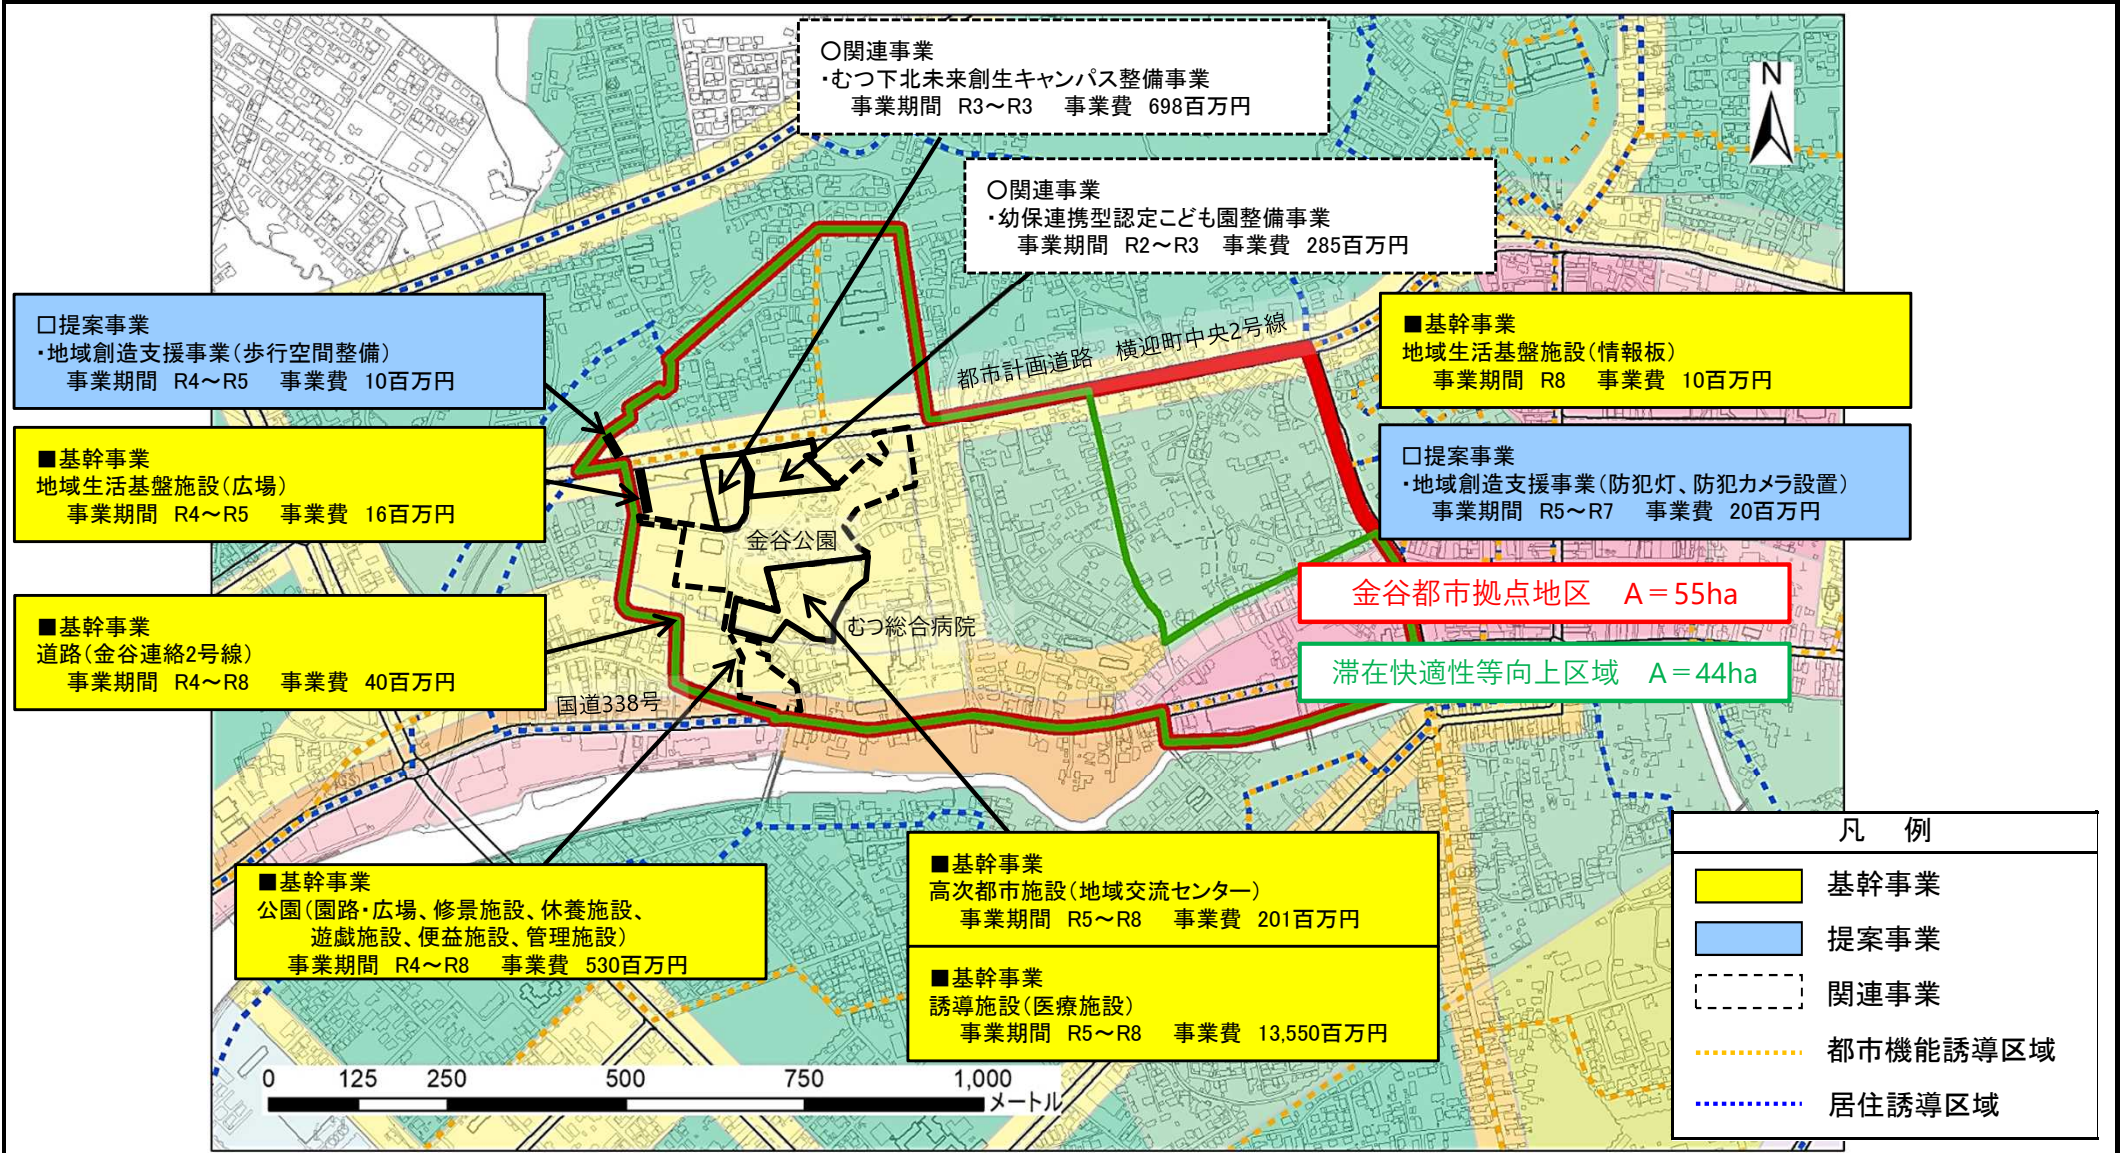 〇関連事業
・むつ下北未来創生キャンパス整備事業
事業期間 R3～R3 事業費 698百万円
〇関連事業
・幼保連携型認定こども園整備事業
事業期間 R2～R3 事業費 285百万円
N
□提案事業
・地域創造支援事業(歩行空間整備)
事業期間 R4～R5 事業費 10百万円
■基幹事業
地域生活基盤施設(広場)
事業期間 R4～R5 事業費 16百万円
■基幹事業
道路(金谷連絡2号線)
事業期間 R4～R8 事業費 40百万円
都市計画道路 横迎町中央2号線
■基幹事業
地域生活基盤施設(情報板)
事業期間 R8 事業費 10百万円
□提案事業
・地域創造支援事業(防犯灯、防犯カメラ設置)
事業期間 R5～R7 事業費 20百万円
金谷公園
むつ総合病院
国道338号
金谷都市拠点地区 A＝55ha
滞在快適性等向上区域 A＝44ha
■基幹事業
公園(園路・広場、修景施設、休養施設、
遊戯施設、便益施設、管理施設)
事業期間 R4～R8 事業費 530百万円
■基幹事業
高次都市施設(地域交流センター)
事業期間 R5～R8 事業費 201百万円
■基幹事業
誘導施設(医療施設)
事業期間 R5～R8 事業費 13,550百万円
0 125 250 500 750 1,000
メートル
凡 例
基幹事業
提案事業
関連事業
都市機能誘導区域
居住誘導区域